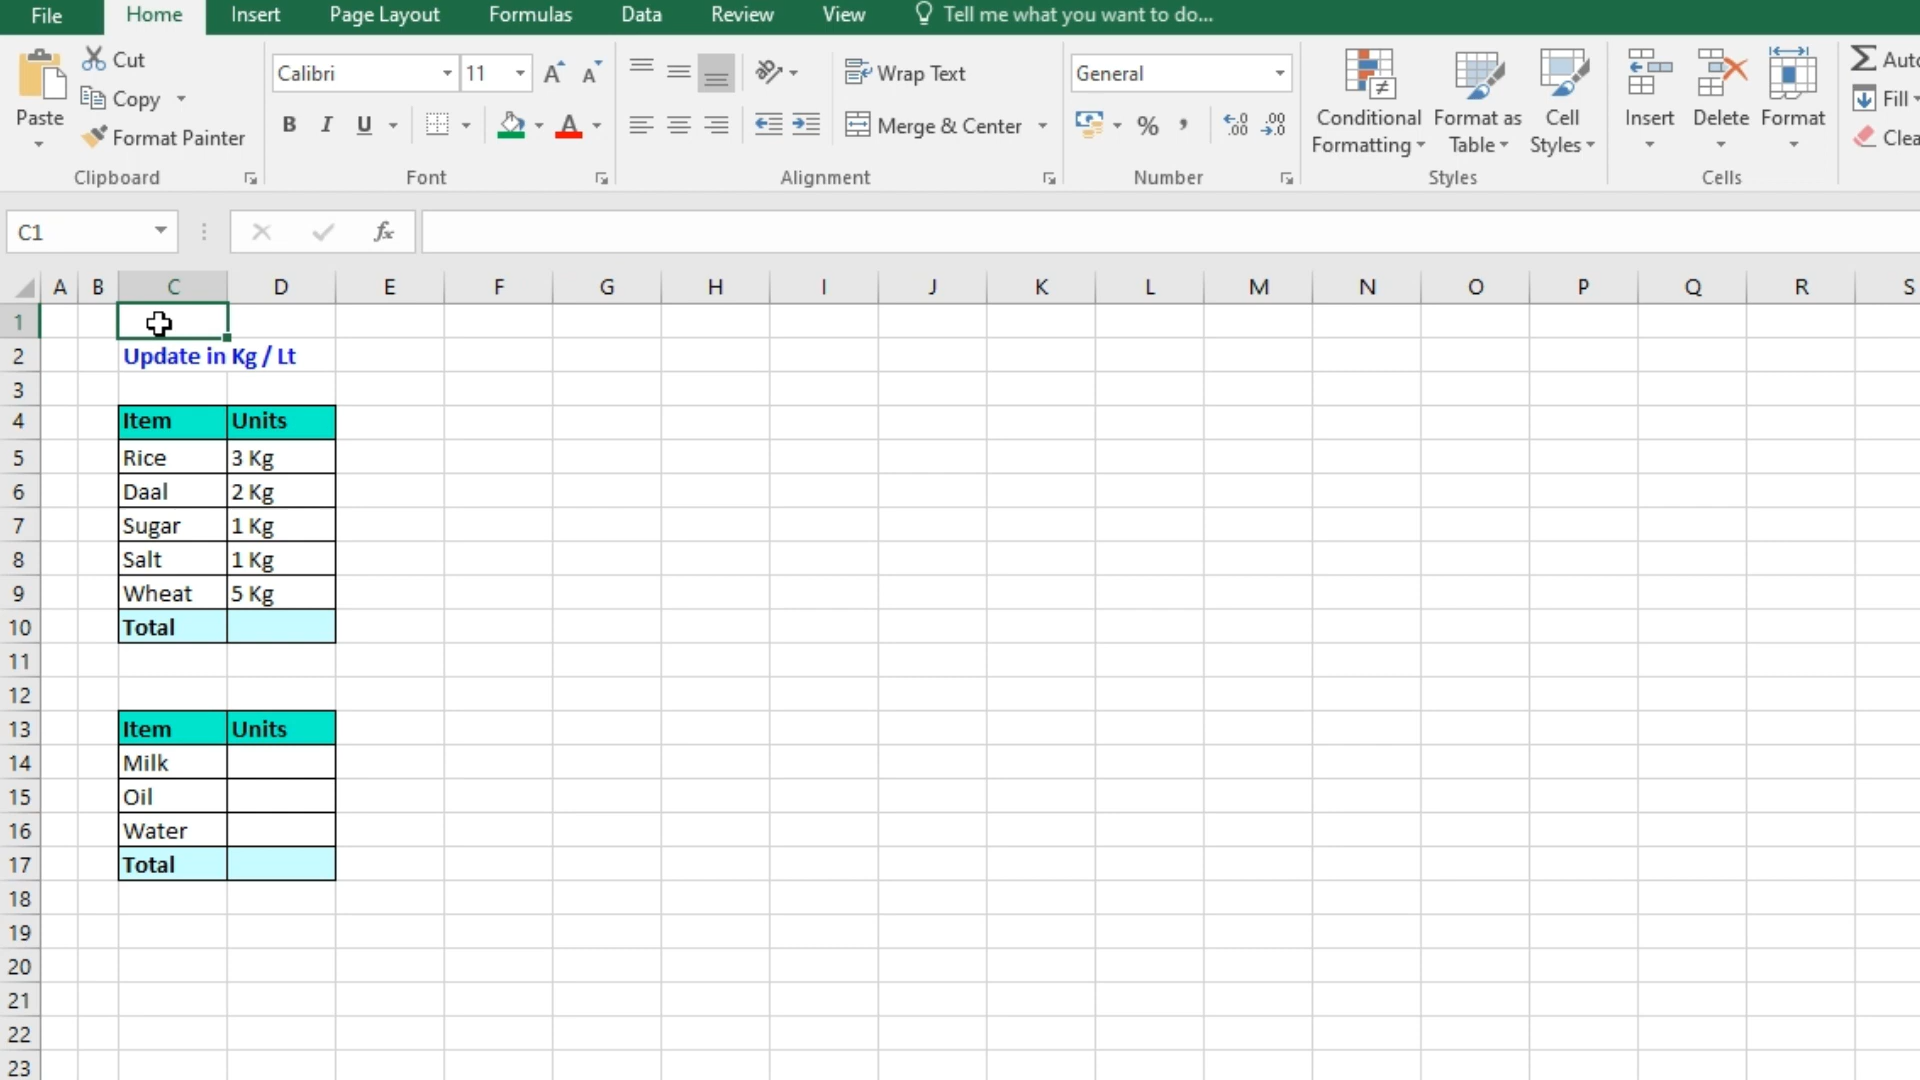 File Home Insert Page Layout Formulas Data Review View Tell me what you want to do...
Paste
Cut
Copy
Format Painter
Clipboard
Calibri 11 A A
B I U A
Font
Wrap Text
Merge & Center
Alignment
General
% , .00 .00
Number
Conditional Formatting
Format as Table
Cell Styles
Styles
Insert Delete Format
Cells
Σ Auto
Fill
Clea
C1 fx
A B C D E F G H I J K L M N O P Q R S
1
2 Update in Kg / Lt
3
4 Item Units
5 Rice 3 Kg
6 Daal 2 Kg
7 Sugar 1 Kg
8 Salt 1 Kg
9 Wheat 5 Kg
10 Total
11
12
13 Item Units
14 Milk
15 Oil
16 Water
17 Total
18
19
20
21
22
23